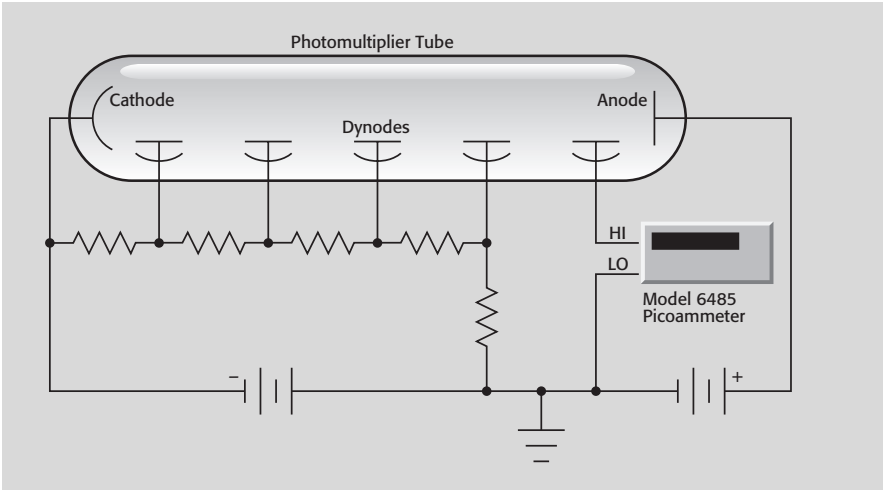 Photomultiplier Tube
Cathode
Anode
Dynodes
HI
LO
Model 6485
Picoammeter
–
+